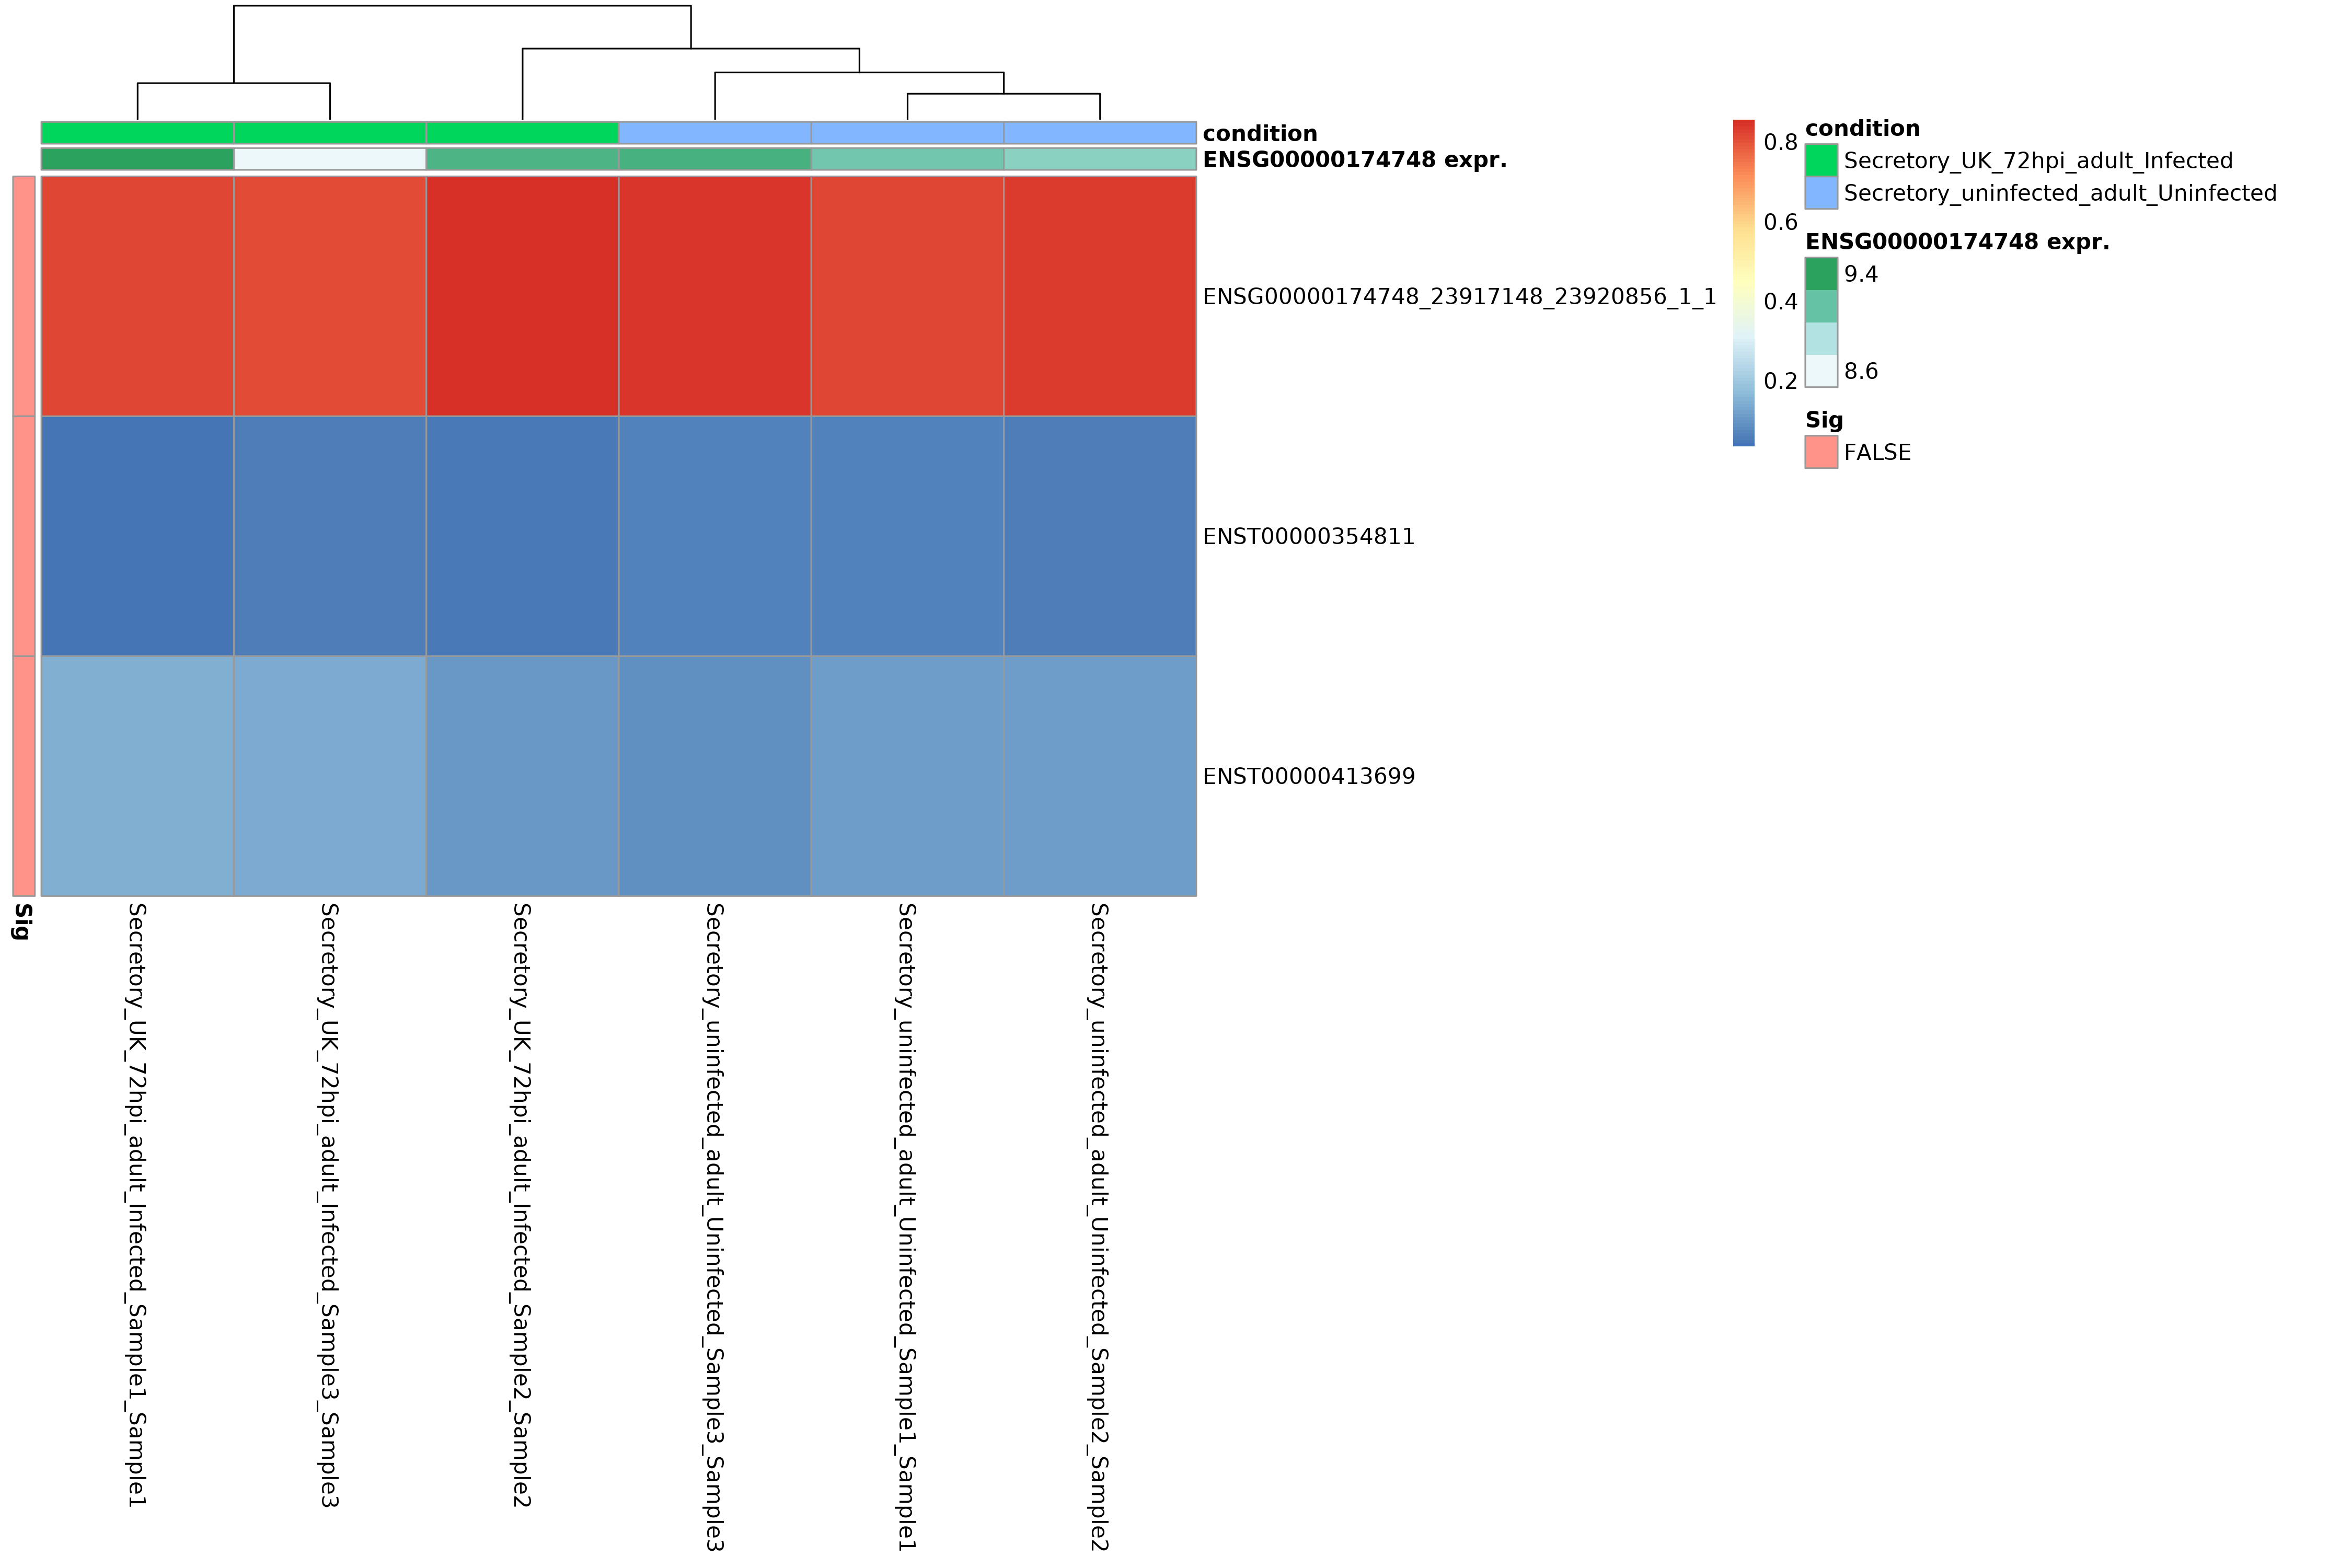 condition
ENSG00000174748 expr.
ENSG00000174748_23917148_23920856_1_1
ENST00000354811
ENST00000413699
Sig
Secretory_UK_72hpi_adult_Infected_Sample1_Sample1
Secretory_UK_72hpi_adult_Infected_Sample3_Sample3
Secretory_UK_72hpi_adult_Infected_Sample2_Sample2
Secretory_uninfected_adult_Uninfected_Sample3_Sample3
Secretory_uninfected_adult_Uninfected_Sample1_Sample1
Secretory_uninfected_adult_Uninfected_Sample2_Sample2
0.8
0.6
0.4
0.2
condition
Secretory_UK_72hpi_adult_Infected
Secretory_uninfected_adult_Uninfected
ENSG00000174748 expr.
9.4
8.6
Sig
FALSE